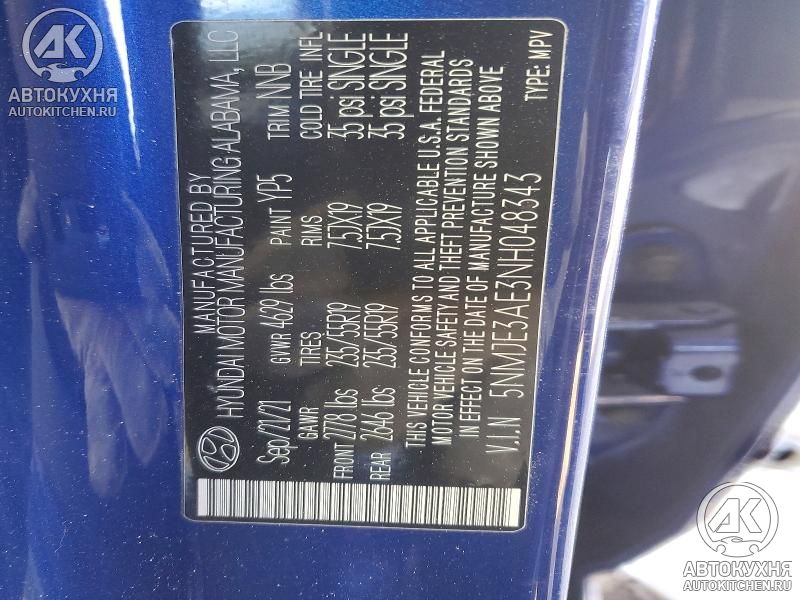 АВТОКУХНЯ
AUTOKITCHEN.RU
MANUFACTURED BY
HYUNDAI MOTOR MANUFACTURING ALABAMA, LLC
Sep/21/21 GVWR 4629 lbs PAINT YP5 TRIM NNB
GAWR TIRES RIMS COLD TIRE INFL
FRONT 2778 lbs 235/55R19 7.5JX19 35 psi SINGLE
REAR 2646 lbs 235/55R19 7.5JX19 35 psi SINGLE
THIS VEHICLE CONFORMS TO ALL APPLICABLE U.S.A. FEDERAL
MOTOR VEHICLE SAFETY AND THEFT PREVENTION STANDARDS
IN EFFECT ON THE DATE OF MANUFACTURE SHOWN ABOVE
V.I.N 5NMJE3AE3NH048343 TYPE: MPV
АВТОКУХНЯ
AUTOKITCHEN.RU